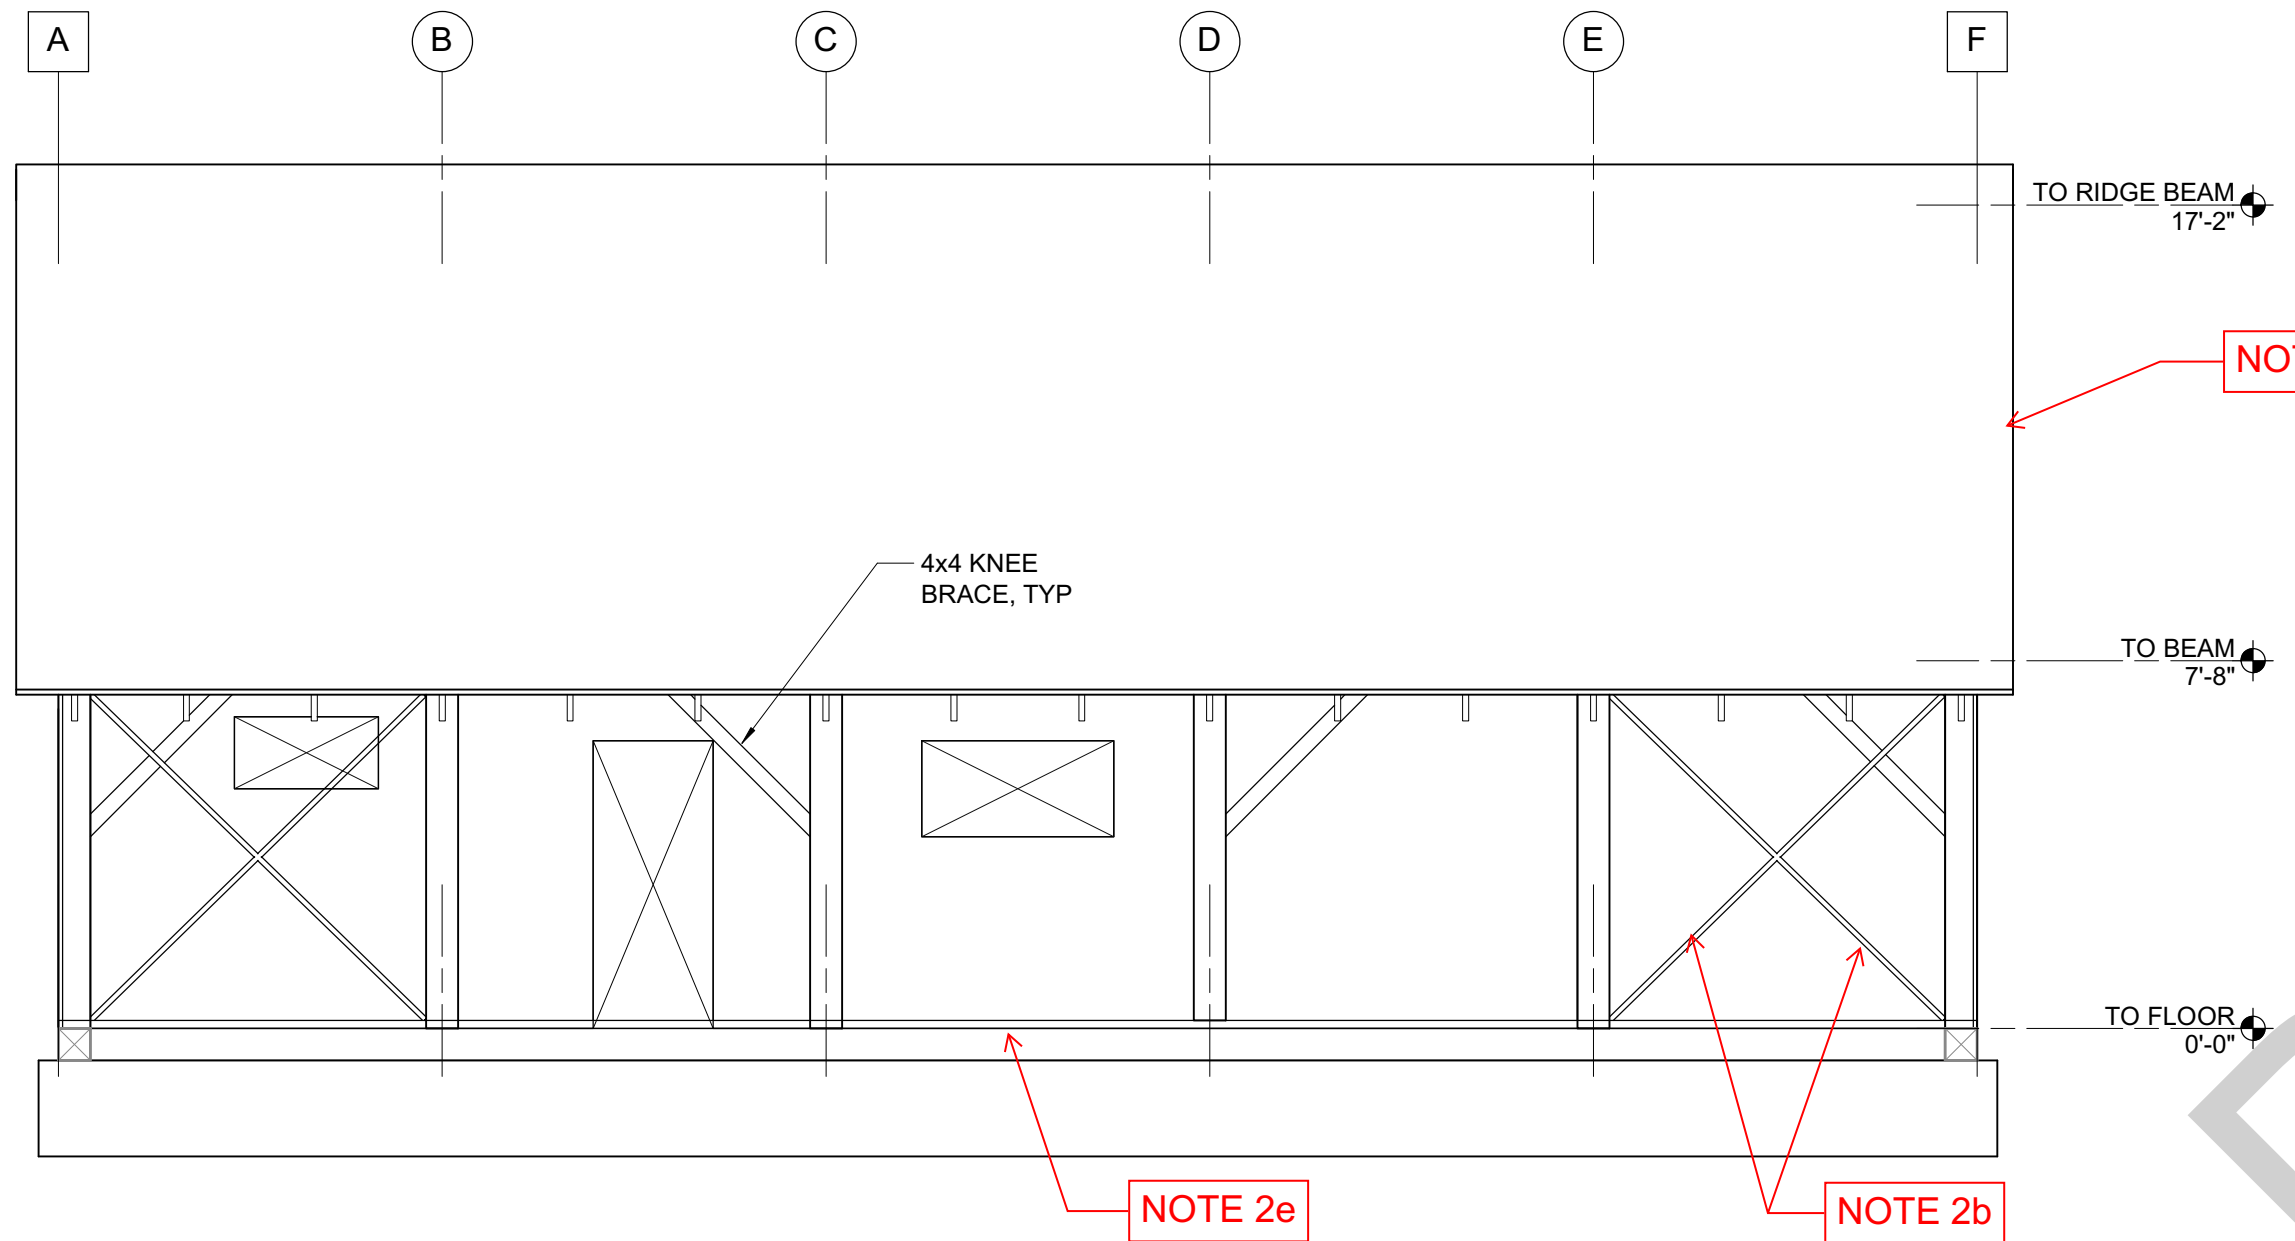 A
B
C
D
E
F
TO RIDGE BEAM
17'-2"
4x4 KNEE
BRACE, TYP
TO BEAM
7'-8"
TO FLOOR
0'-0"
NOTE 2e
NOTE 2b